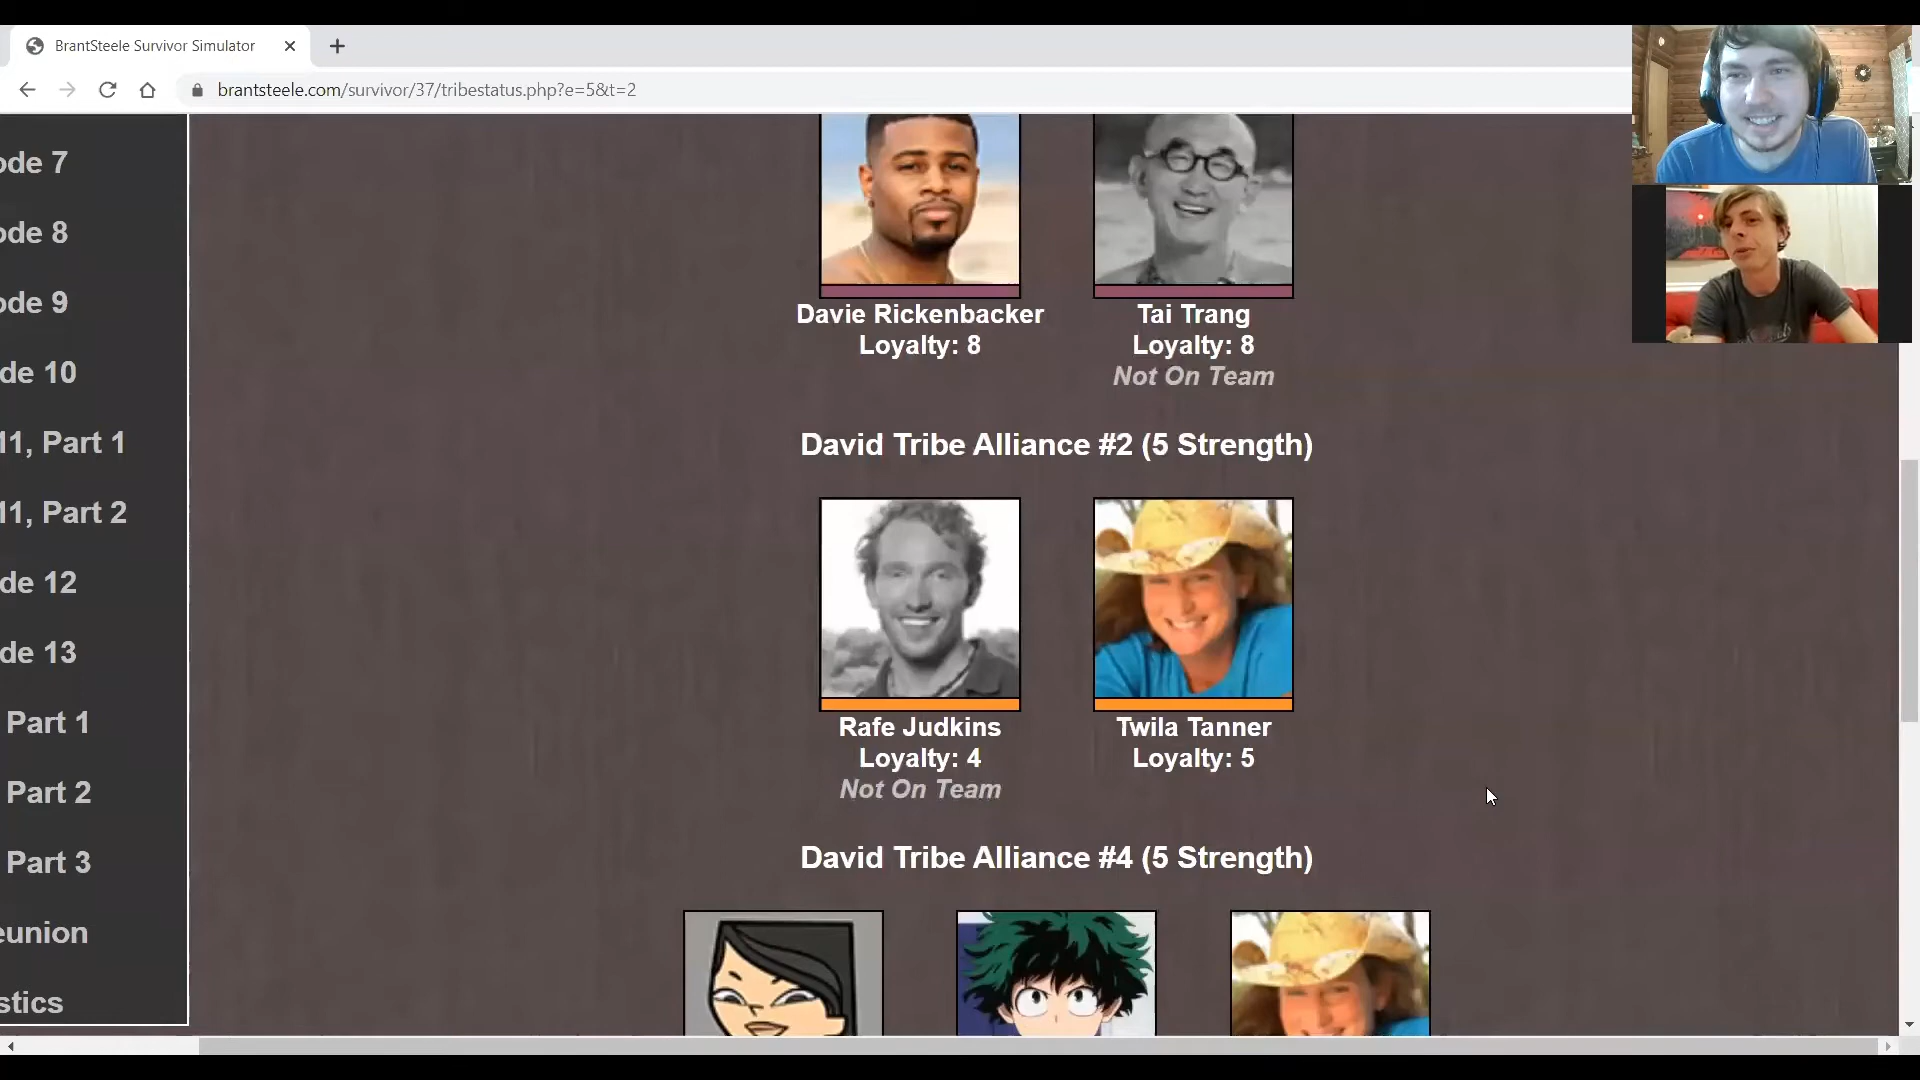 BrantSteele Survivor Simulator
brantsteele.com/survivor/37/tribestatus.php?e=5&t=2
ode 7
ode 8
ode 9
de 10
11, Part 1
11, Part 2
de 12
de 13
Part 1
Part 2
Part 3
eunion
stics
Davie Rickenbacker
Loyalty: 8
Tai Trang
Loyalty: 8
Not On Team
David Tribe Alliance #2 (5 Strength)
Rafe Judkins
Loyalty: 4
Not On Team
Twila Tanner
Loyalty: 5
David Tribe Alliance #4 (5 Strength)